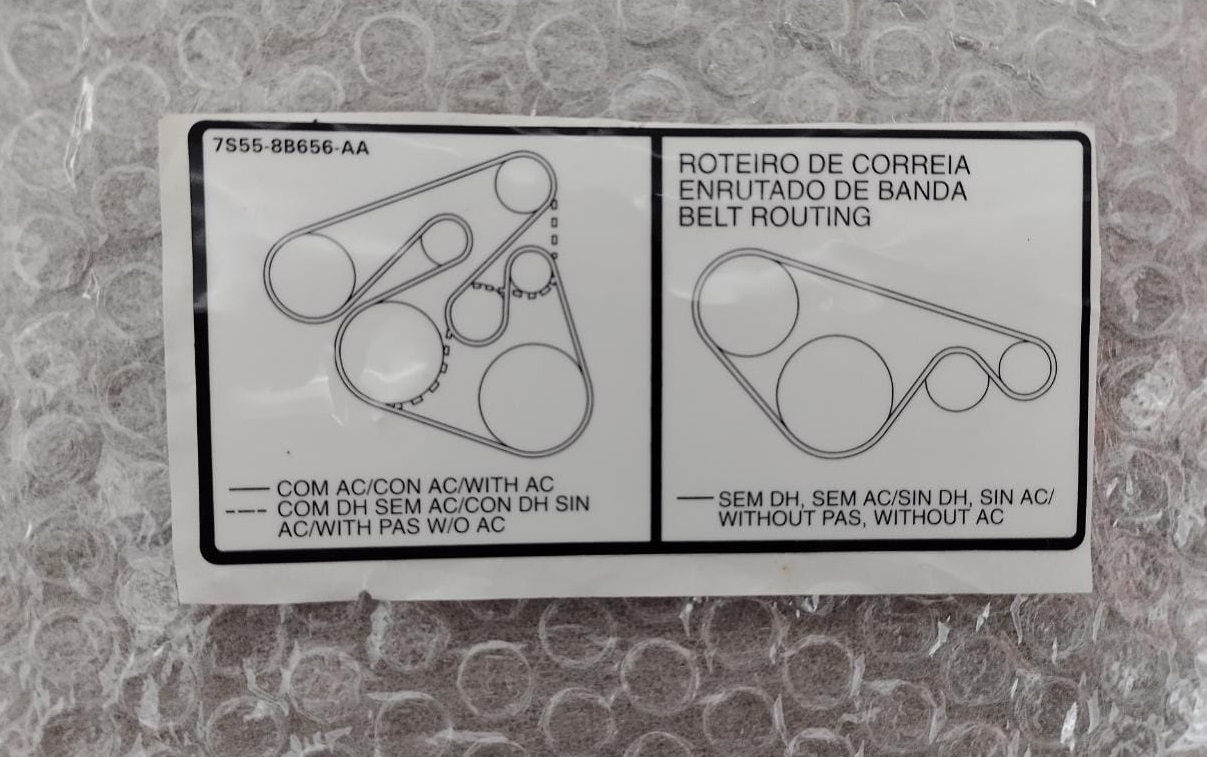 7S55-8B656-AA
COM AC/CON AC/WITH AC
COM DH SEM AC/CON DH SIN
AC/WITH PAS W/O AC
ROTEIRO DE CORREIA
ENRUTADO DE BANDA
BELT ROUTING
SEM DH, SEM AC/SIN DH, SIN AC/
WITHOUT PAS, WITHOUT AC